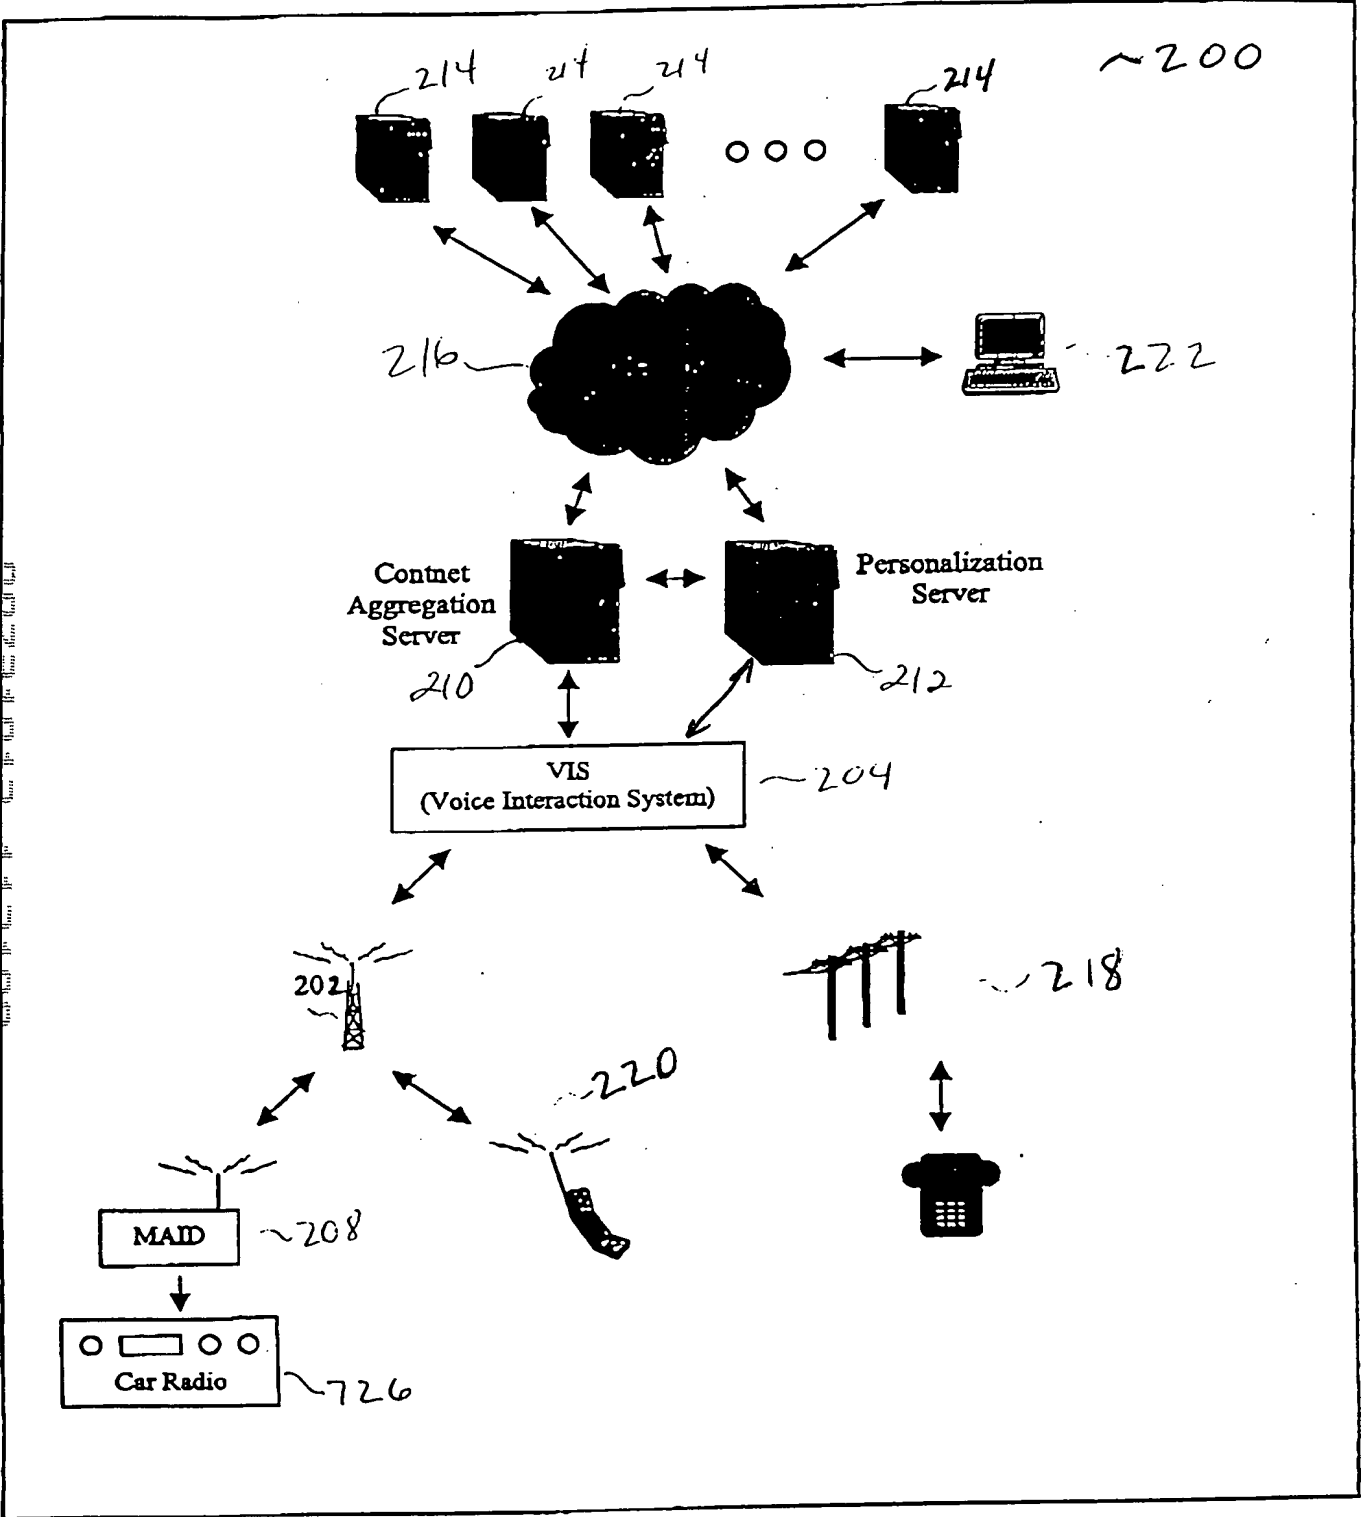 ~200
214
214
214
214
216
222
Contnet
Aggregation
Server
210
Personalization
Server
212
VIS
(Voice Interaction System)
204
202
218
220
MAID
208
Car Radio
726